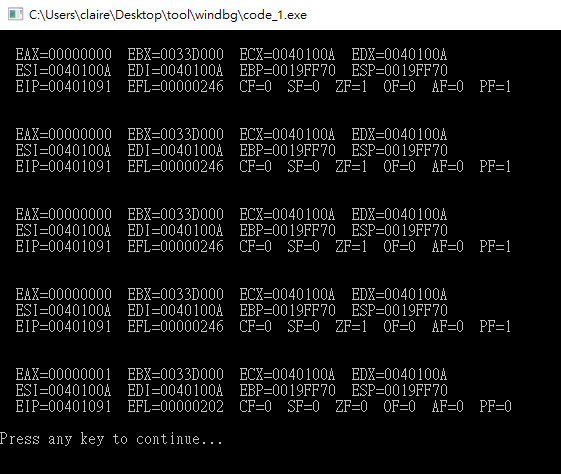 C:\Users\claire\Desktop\tool\windbg\code_1.exe
EAX=00000000 EBX=0033D000 ECX=0040100A EDX=0040100A
ESI=0040100A EDI=0040100A EBP=0019FF70 ESP=0019FF70
EIP=00401091 EFL=00000246 CF=0 SF=0 ZF=1 OF=0 AF=0 PF=1
EAX=00000000 EBX=0033D000 ECX=0040100A EDX=0040100A
ESI=0040100A EDI=0040100A EBP=0019FF70 ESP=0019FF70
EIP=00401091 EFL=00000246 CF=0 SF=0 ZF=1 OF=0 AF=0 PF=1
EAX=00000000 EBX=0033D000 ECX=0040100A EDX=0040100A
ESI=0040100A EDI=0040100A EBP=0019FF70 ESP=0019FF70
EIP=00401091 EFL=00000246 CF=0 SF=0 ZF=1 OF=0 AF=0 PF=1
EAX=00000000 EBX=0033D000 ECX=0040100A EDX=0040100A
ESI=0040100A EDI=0040100A EBP=0019FF70 ESP=0019FF70
EIP=00401091 EFL=00000246 CF=0 SF=0 ZF=1 OF=0 AF=0 PF=1
EAX=00000001 EBX=0033D000 ECX=0040100A EDX=0040100A
ESI=0040100A EDI=0040100A EBP=0019FF70 ESP=0019FF70
EIP=00401091 EFL=00000202 CF=0 SF=0 ZF=0 OF=0 AF=0 PF=0
Press any key to continue...